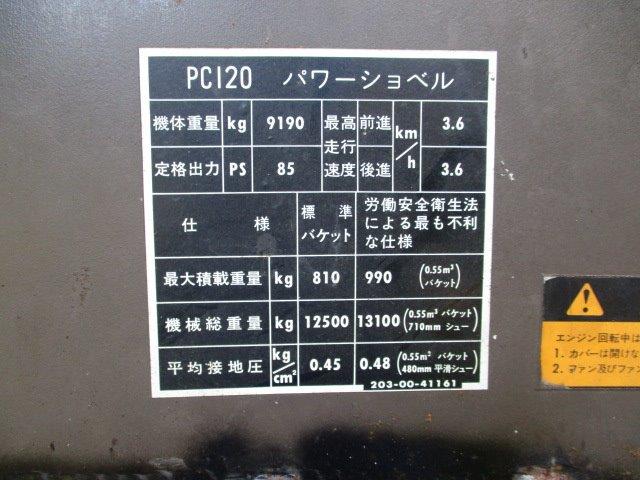 PC120 パワーショベル
機体重量 kg 9190 最高走行速度 前進 km/h 3.6
定格出力 PS 85 後進 3.6
仕様 標準バケット 労働安全衛生法による最も不利な仕様
最大積載重量 kg 810 990 (0.55m³ バケット)
機械総重量 kg 12500 13100 (0.55m³ バケット 710mm シュー)
平均接地圧 kg/cm² 0.45 0.48 (0.55m³ バケット 480mm 平滑シュー)
203-00-41161
エンジン回転中は
1. カバーは開けな
2. ファン及びファン